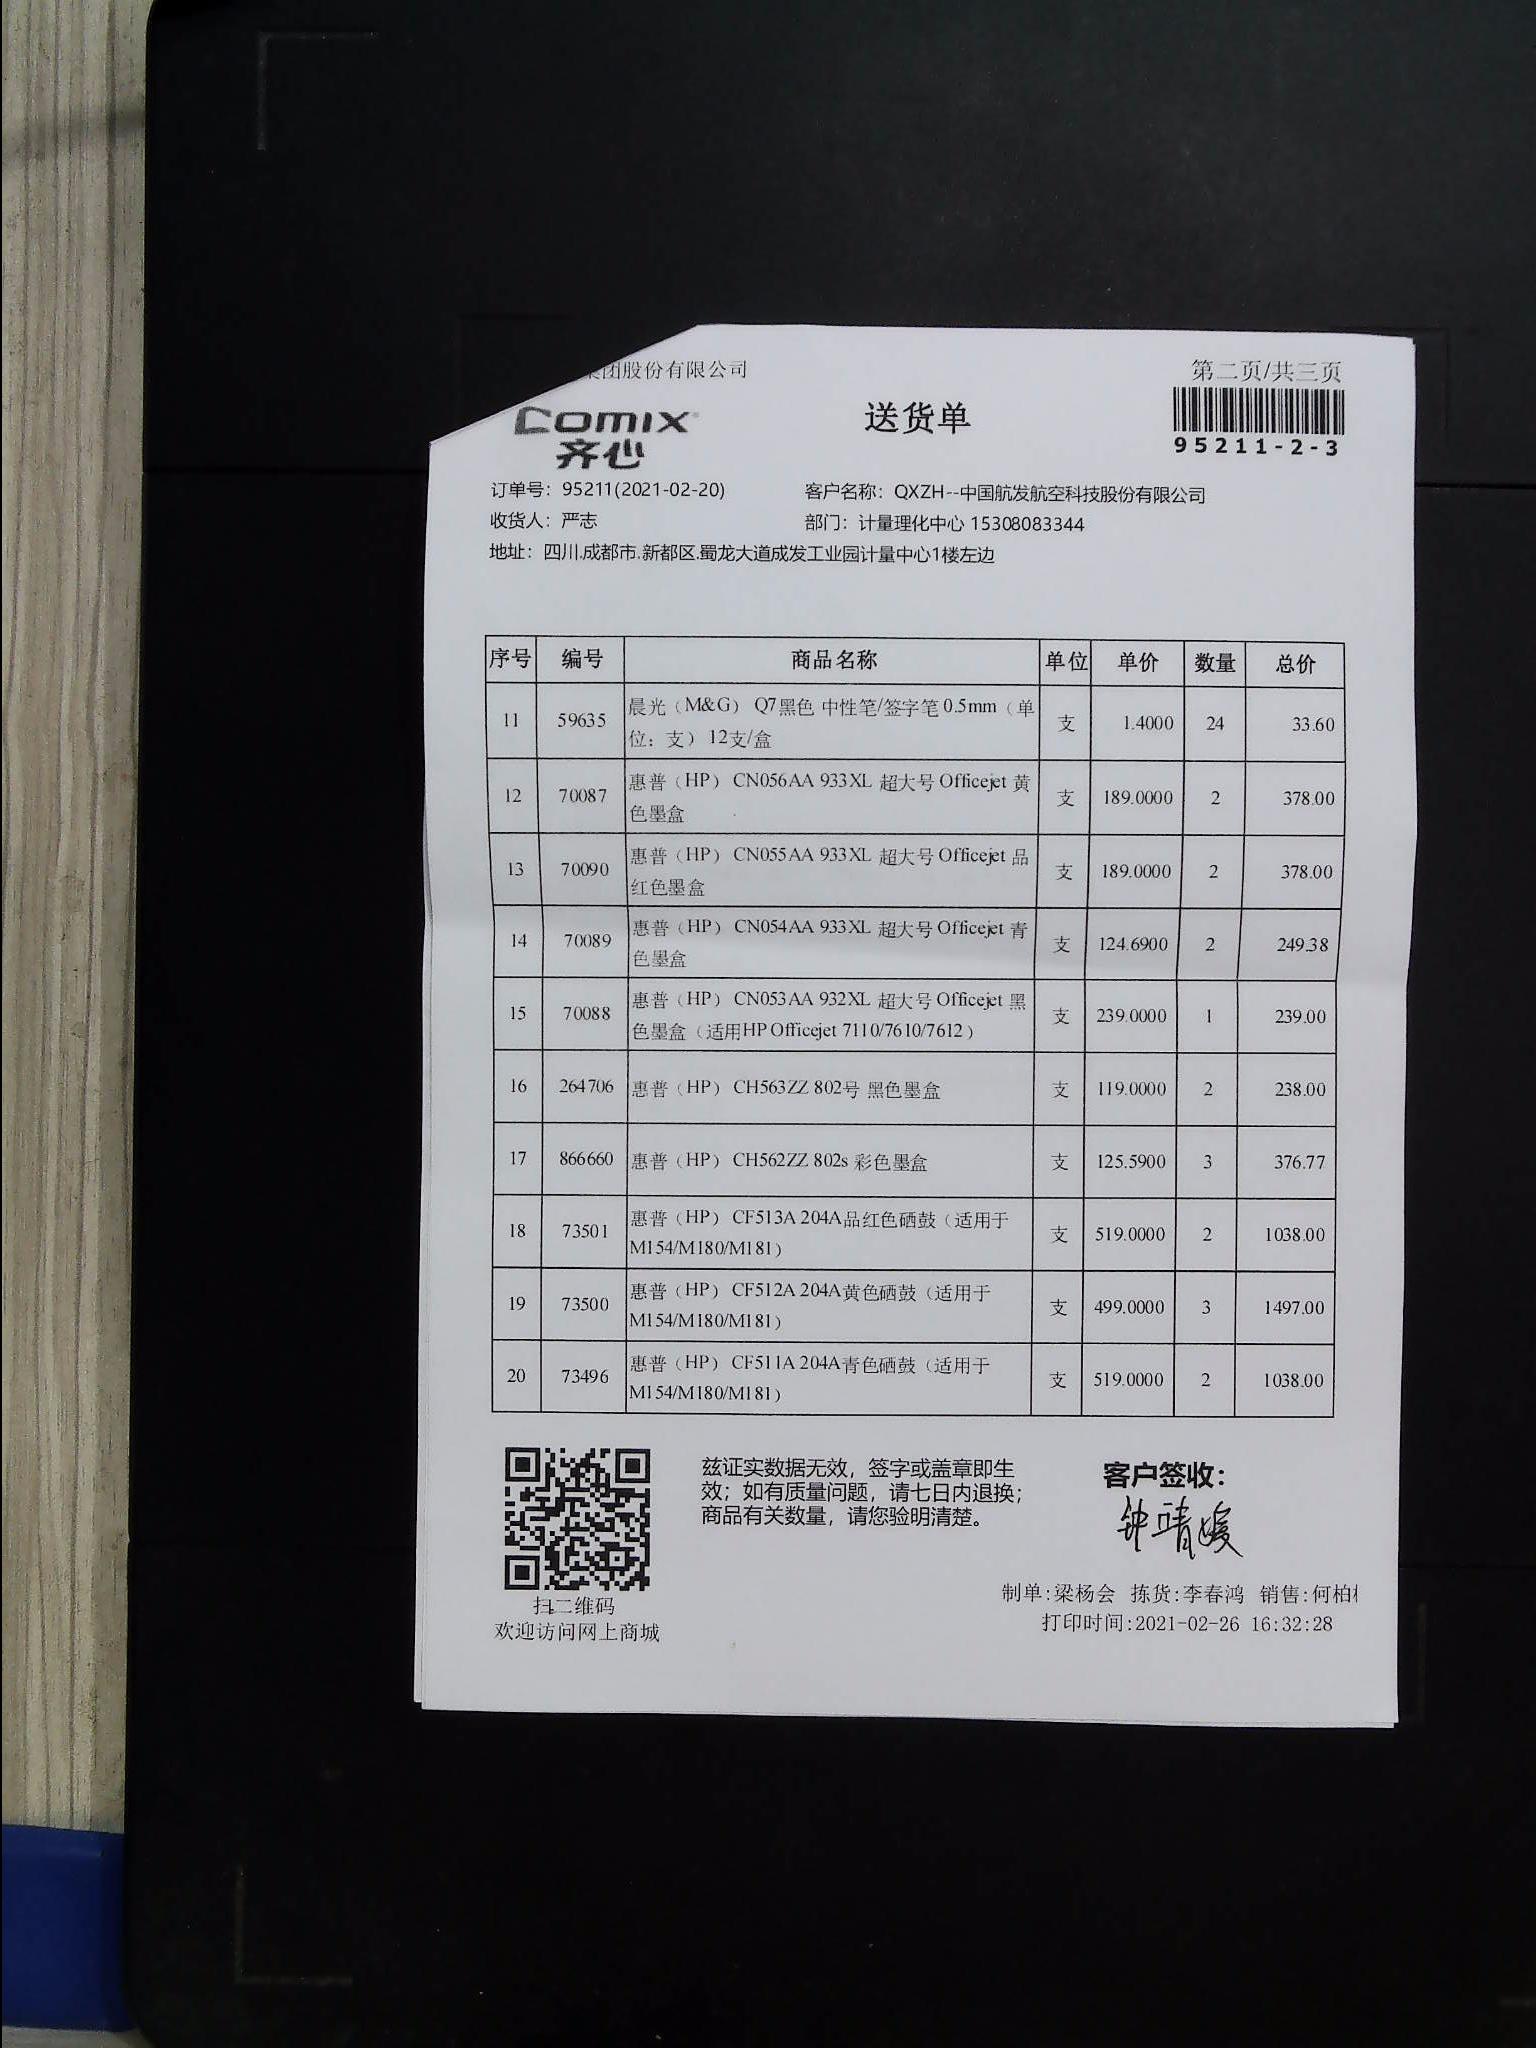 集团股份有限公司
第二页/共三页
COMIX
齐心
送货单
95211-2-3
订单号：95211(2021-02-20)
客户名称：QXZH--中国航发航空科技股份有限公司
收货人：严志
部门：计量理化中心 15308083344
地址：四川.成都市.新都区.蜀龙大道成发工业园计量中心1楼左边
序号 编号 商品名称 单位 单价 数量 总价
11 59635 晨光（M&G） Q7黑色 中性笔/签字笔 0.5mm（单 支 1.4000 24 33.60
位：支） 12支/盒
12 70087 惠普（HP） CN056AA 933XL 超大号 Officejet 黄 支 189.0000 2 378.00
色墨盒
13 70090 惠普（HP） CN055AA 933XL 超大号 Officejet 品 支 189.0000 2 378.00
红色墨盒
14 70089 惠普（HP） CN054AA 933XL 超大号 Officejet 青 支 124.6900 2 249.38
色墨盒
15 70088 惠普（HP） CN053AA 932XL 超大号 Officejet 黑 支 239.0000 1 239.00
色墨盒（适用HP Officejet 7110/7610/7612）
16 264706 惠普（HP） CH563ZZ 802号 黑色墨盒 支 119.0000 2 238.00
17 866660 惠普（HP） CH562ZZ 802s 彩色墨盒 支 125.5900 3 376.77
18 73501 惠普（HP） CF513A 204A品红色硒鼓（适用于 支 519.0000 2 1038.00
M154/M180/M181）
19 73500 惠普（HP） CF512A 204A黄色硒鼓（适用于 支 499.0000 3 1497.00
M154/M180/M181）
20 73496 惠普（HP） CF511A 204A青色硒鼓（适用于 支 519.0000 2 1038.00
M154/M180/M181）
兹证实数据无效，签字或盖章即生
效；如有质量问题，请七日内退换；
商品有关数量，请您验明清楚。
客户签收：
钟靖媛
扫二维码
欢迎访问网上商城
制单:梁杨会 拣货:李春鸿 销售:何柏
打印时间:2021-02-26 16:32:28